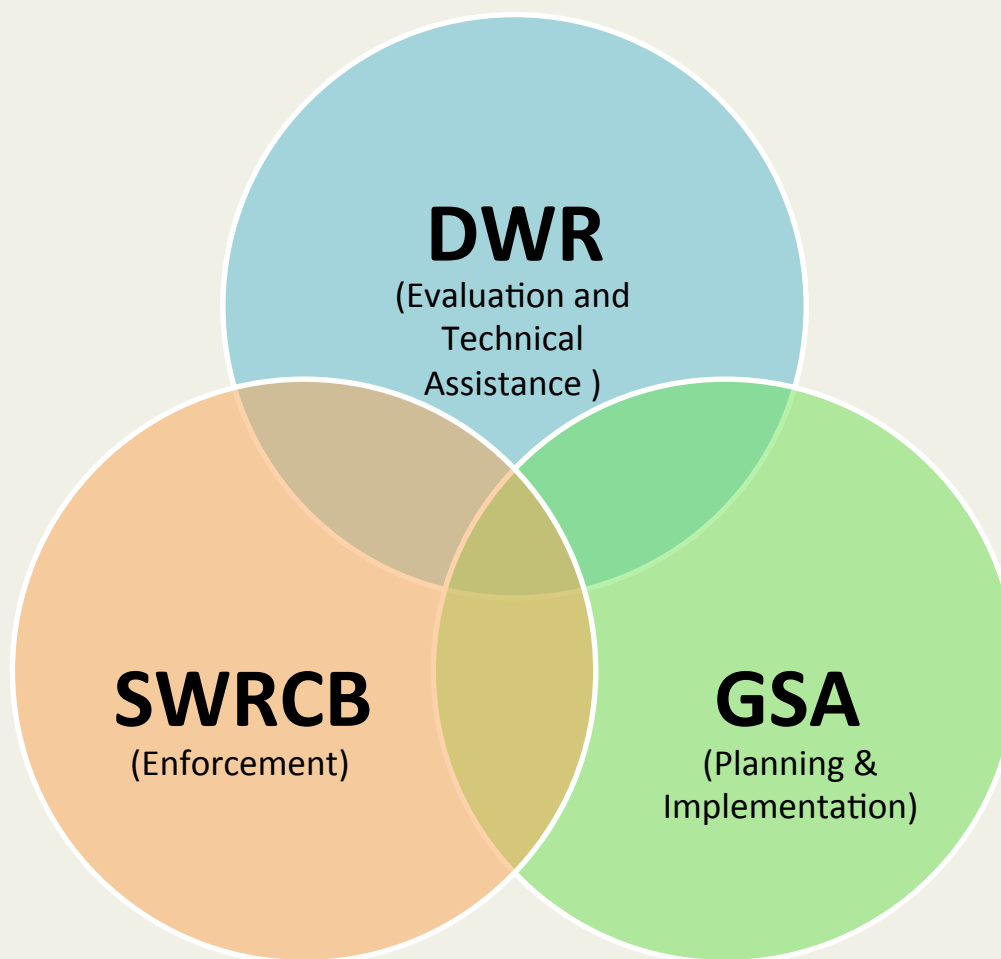 DWR
(Evaluation and
Technical
Assistance )
SWRCB
(Enforcement)
GSA
(Planning &
Implementation)